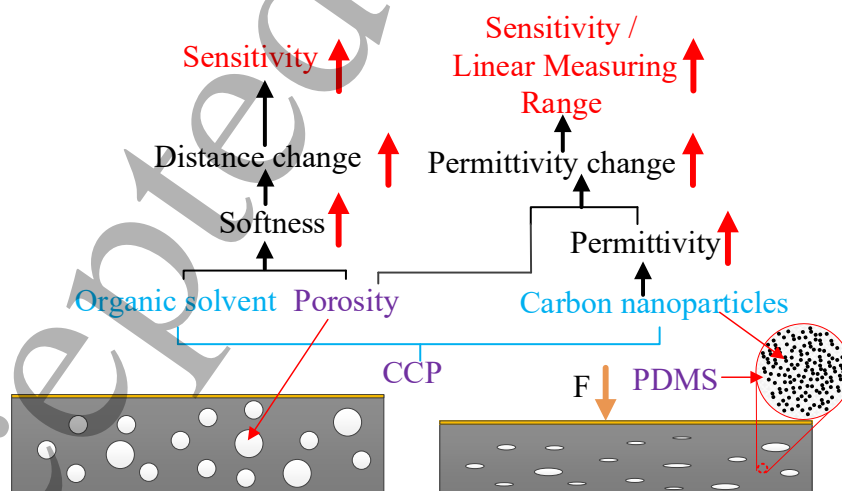 Sensitivity
Sensitivity /
Linear Measuring
Range
Distance change
Permittivity change
Softness
Permittivity
Organic solvent
Porosity
Carbon nanoparticles
CCP
F
PDMS